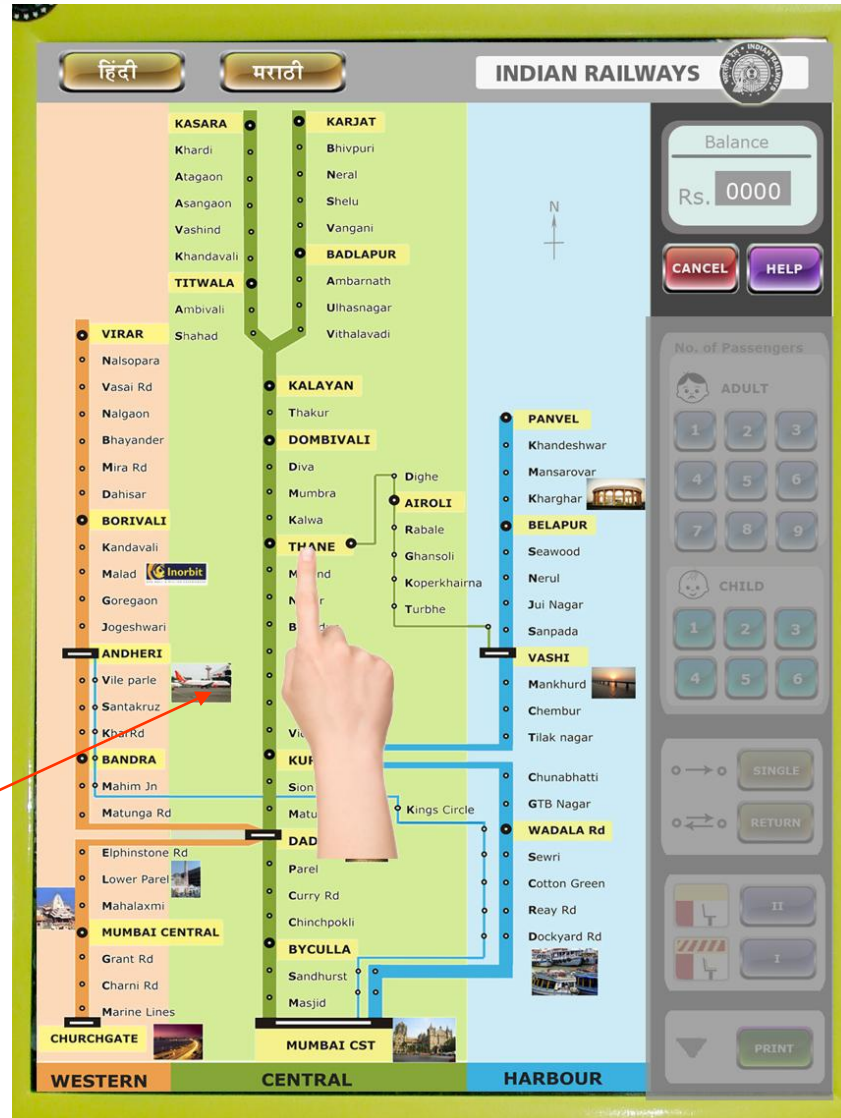 हिंदी
मराठी
INDIAN RAILWAYS
KASARA
Khardi
Atagaon
Asangaon
Vashind
Khandavali
TITWALA
Ambivali
Shahad
KARJAT
Bhivpuri
Neral
Shelu
Vangani
BADLAPUR
Ambarnath
Ulhasnagar
Vithalavadi
N
VIRAR
Nalsopara
Vasai Rd
Nalgaon
Bhayander
Mira Rd
Dahisar
BORIVALI
Kandavali
Malad
Inorbit
Goregaon
Jogeshwari
ANDHERI
Vile parle
Santakruz
KharRd
BANDRA
Mahim Jn
Matunga Rd
Elphinstone Rd
Lower Parel
Mahalaxmi
MUMBAI CENTRAL
Grant Rd
Charni Rd
Marine Lines
CHURCHGATE
WESTERN
KALAYAN
Thakur
DOMBIVALI
Diva
Mumbra
Kalwa
THANE
Sion
Parel
Curry Rd
Chinchpokli
BYCULLA
Sandhurst
Masjid
MUMBAI CST
CENTRAL
Dighe
AIROLI
Rabale
Ghansoli
Koperkhairna
Turbhe
Kings Circle
PANVEL
Khandeshwar
Mansarovar
Kharghar
BELAPUR
Seawood
Nerul
Jui Nagar
Sanpada
VASHI
Mankhurd
Chembur
Tilak nagar
Chunabhatti
GTB Nagar
WADALA Rd
Sewri
Cotton Green
Reay Rd
Dockyard Rd
HARBOUR
Balance
Rs. 0000
CANCEL
HELP
No. of Passengers
ADULT
1 2 3
4 5 6
7 8 9
CHILD
1 2 3
4 5 6
SINGLE
RETURN
II
I
PRINT